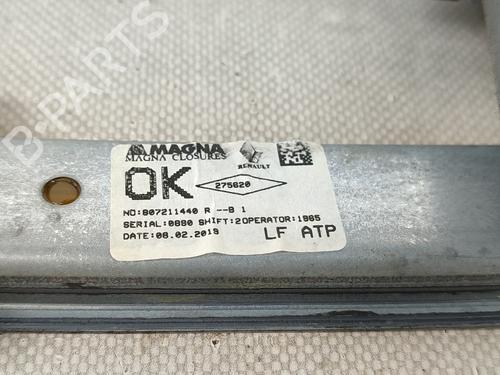 MAGNA
MAGNA CLOSURES
RENAULT
OK
275620
NO:807211440 R --B 1
SERIAL:0880 SHIFT:2OPERATOR:1985
DATE:08.02.2019
LF ATP
B-PARTS